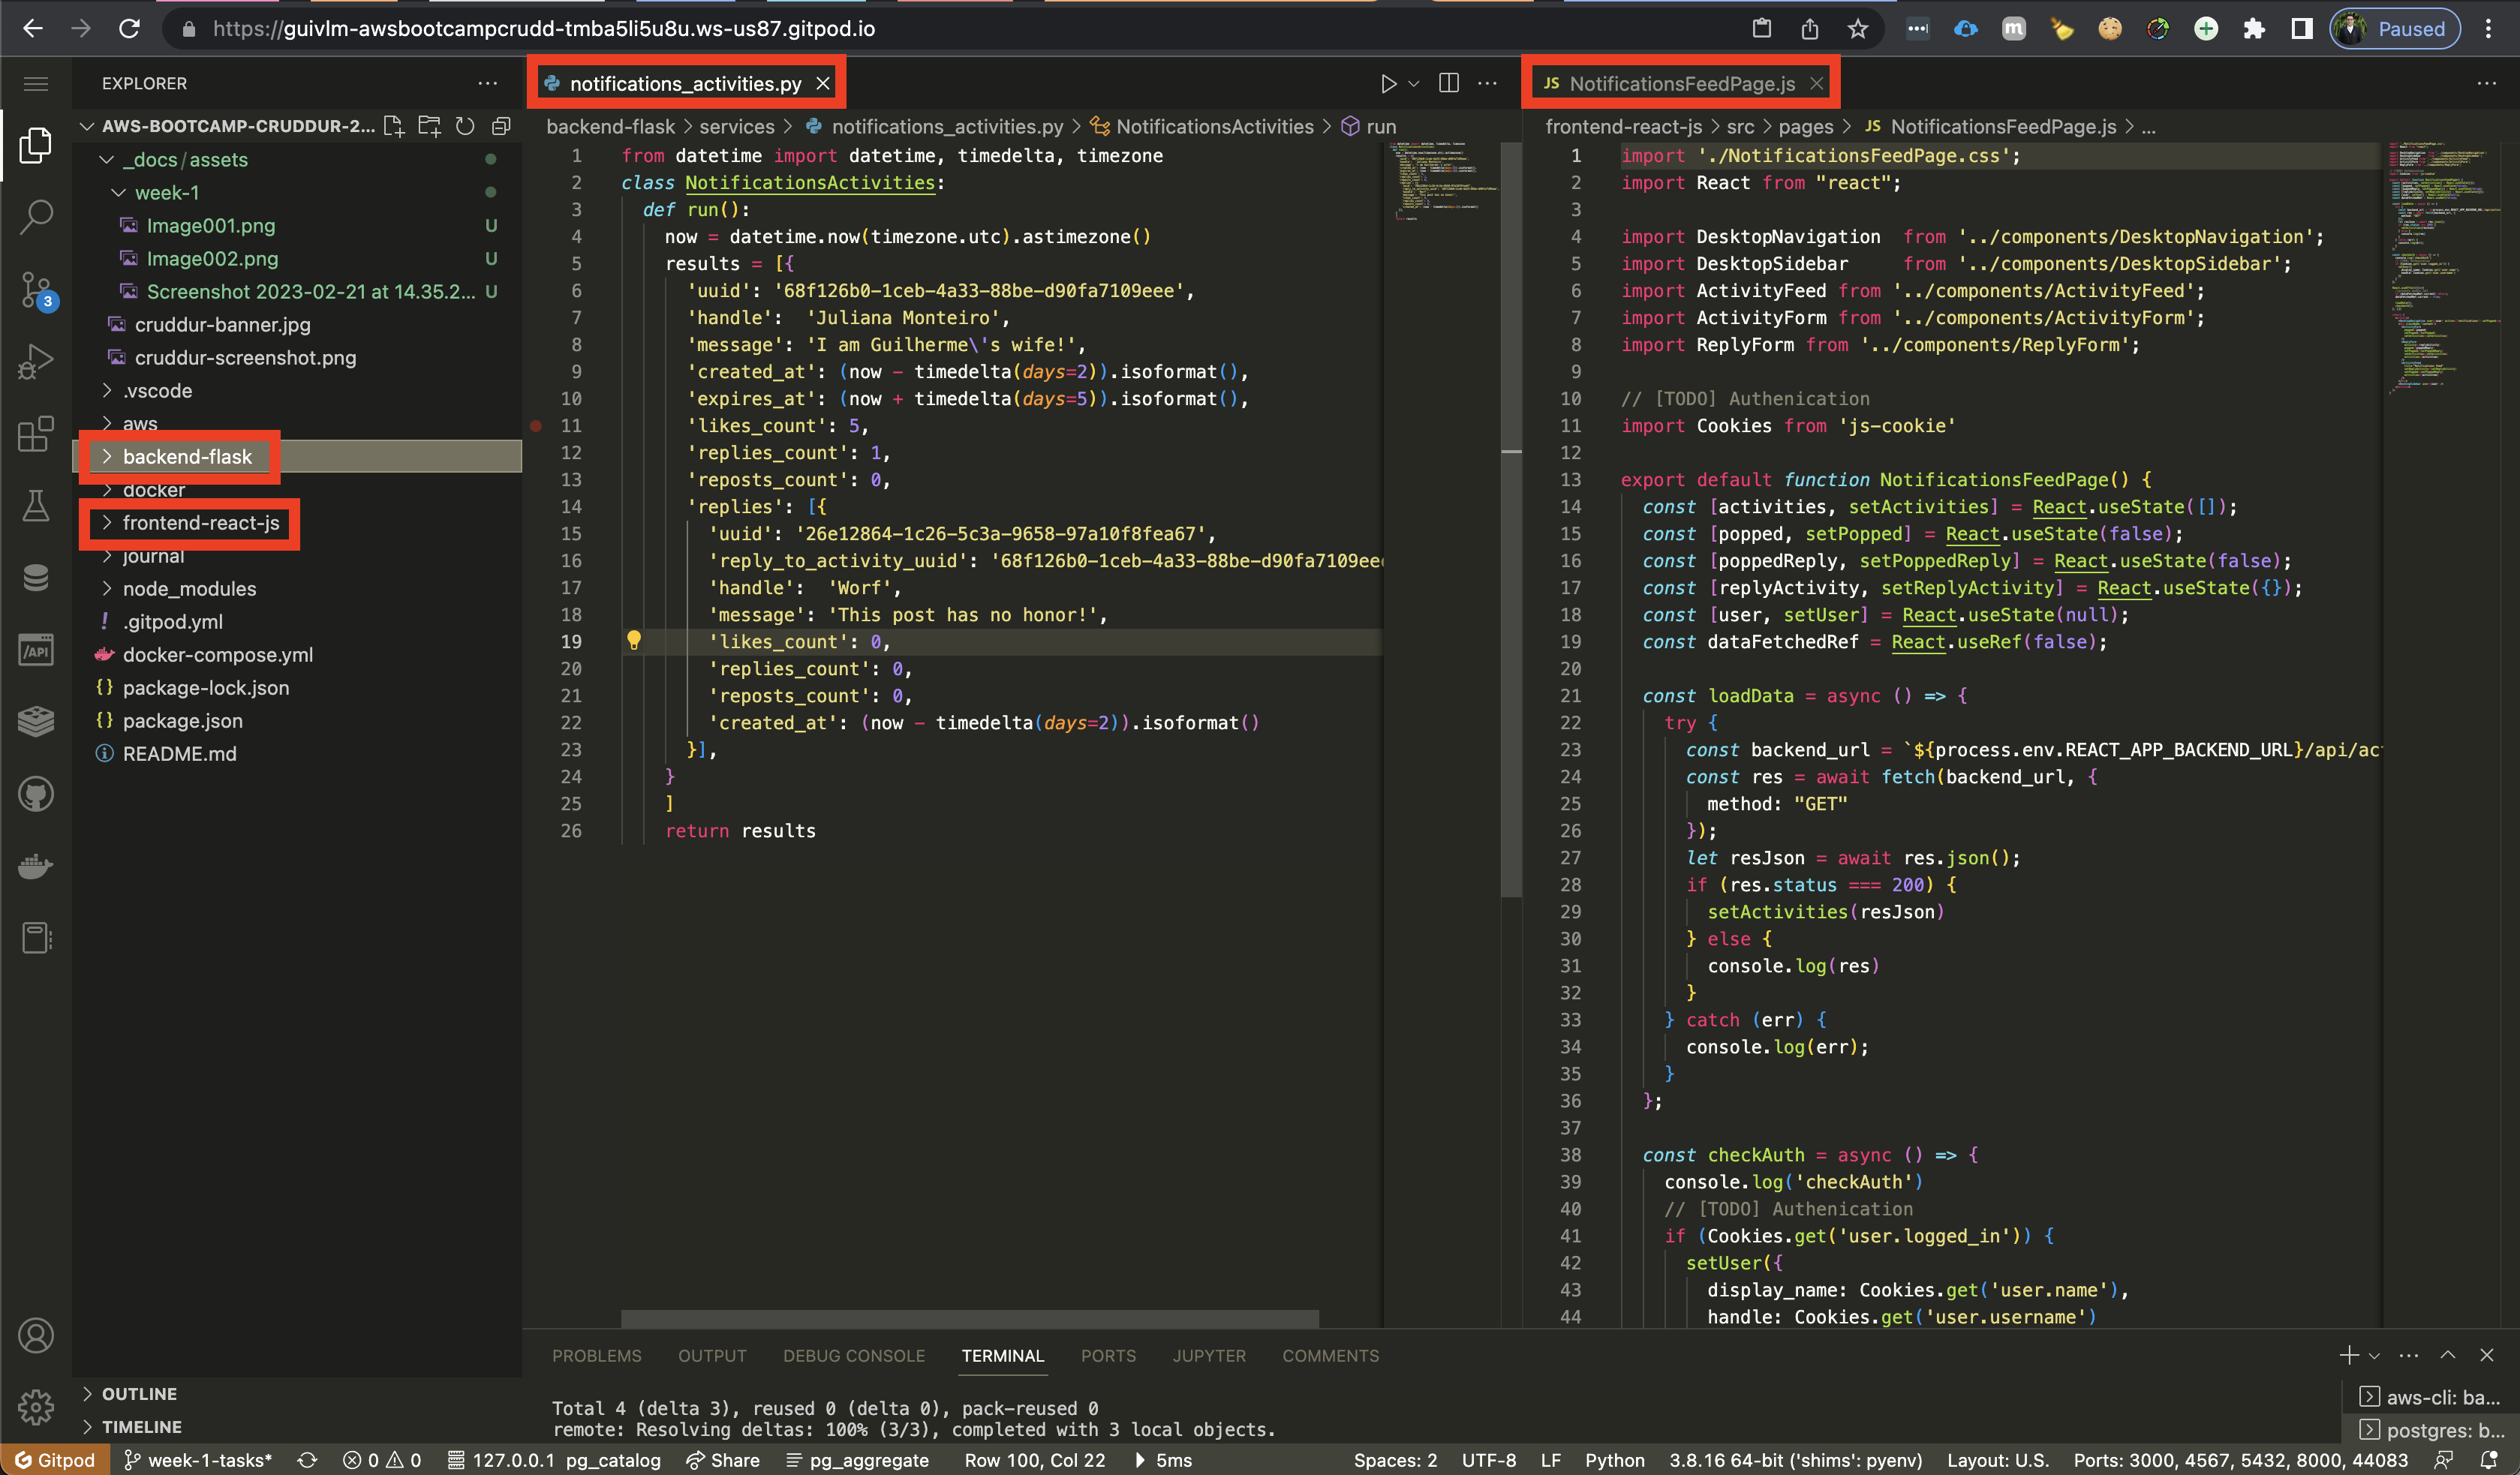 https://guivlm-awsbootcampcrudd-tmba5li5u8u.ws-us87.gitpod.io
Paused
EXPLORER
AWS-BOOTCAMP-CRUDDUR-2...
_docs/assets
week-1
Image001.png U
Image002.png U
Screenshot 2023-02-21 at 14.35.2... U
cruddur-banner.jpg
cruddur-screenshot.png
.vscode
aws
backend-flask
docker
frontend-react-js
journal
node_modules
.gitpod.yml
docker-compose.yml
package-lock.json
package.json
README.md
OUTLINE
TIMELINE
3
/API
notifications_activities.py
backend-flask > services > notifications_activities.py > NotificationsActivities > run
1 from datetime import datetime, timedelta, timezone
2 class NotificationsActivities:
3 def run():
4 now = datetime.now(timezone.utc).astimezone()
5 results = [{
6 'uuid': '68f126b0-1ceb-4a33-88be-d90fa7109eee',
7 'handle':  'Juliana Monteiro',
8 'message': 'I am Guilherme\'s wife!',
9 'created_at': (now - timedelta(days=2)).isoformat(),
10 'expires_at': (now + timedelta(days=5)).isoformat(),
11 'likes_count': 5,
12 'replies_count': 1,
13 'reposts_count': 0,
14 'replies': [{
15 'uuid': '26e12864-1c26-5c3a-9658-97a10f8fea67',
16 'reply_to_activity_uuid': '68f126b0-1ceb-4a33-88be-d90fa7109eee
17 'handle':  'Worf',
18 'message': 'This post has no honor!',
19 'likes_count': 0,
20 'replies_count': 0,
21 'reposts_count': 0,
22 'created_at': (now - timedelta(days=2)).isoformat()
23 }],
24 }
25 ]
26 return results
JS NotificationsFeedPage.js
frontend-react-js > src > pages > JS NotificationsFeedPage.js > ...
1 import './NotificationsFeedPage.css';
2 import React from "react";
3
4 import DesktopNavigation  from '../components/DesktopNavigation';
5 import DesktopSidebar     from '../components/DesktopSidebar';
6 import ActivityFeed from '../components/ActivityFeed';
7 import ActivityForm from '../components/ActivityForm';
8 import ReplyForm from '../components/ReplyForm';
9
10 // [TODO] Authenication
11 import Cookies from 'js-cookie'
12
13 export default function NotificationsFeedPage() {
14 const [activities, setActivities] = React.useState([]);
15 const [popped, setPopped] = React.useState(false);
16 const [poppedReply, setPoppedReply] = React.useState(false);
17 const [replyActivity, setReplyActivity] = React.useState({});
18 const [user, setUser] = React.useState(null);
19 const dataFetchedRef = React.useRef(false);
20
21 const loadData = async () => {
22 try {
23 const backend_url = `${process.env.REACT_APP_BACKEND_URL}/api/ac
24 const res = await fetch(backend_url, {
25 method: "GET"
26 });
27 let resJson = await res.json();
28 if (res.status === 200) {
29 setActivities(resJson)
30 } else {
31 console.log(res)
32 }
33 } catch (err) {
34 console.log(err);
35 }
36 };
37
38 const checkAuth = async () => {
39 console.log('checkAuth')
40 // [TODO] Authenication
41 if (Cookies.get('user.logged_in')) {
42 setUser({
43 display_name: Cookies.get('user.name'),
44 handle: Cookies.get('user.username')
PROBLEMS OUTPUT DEBUG CONSOLE TERMINAL PORTS JUPYTER COMMENTS
Total 4 (delta 3), reused 0 (delta 0), pack-reused 0
remote: Resolving deltas: 100% (3/3), completed with 3 local objects.
aws-cli: ba...
postgres: b...
Gitpod week-1-tasks* 0 0 127.0.0.1 pg_catalog Share pg_aggregate Row 100, Col 22 5ms Spaces: 2 UTF-8 LF Python 3.8.16 64-bit ('shims': pyenv) Layout: U.S. Ports: 3000, 4567, 5432, 8000, 44083